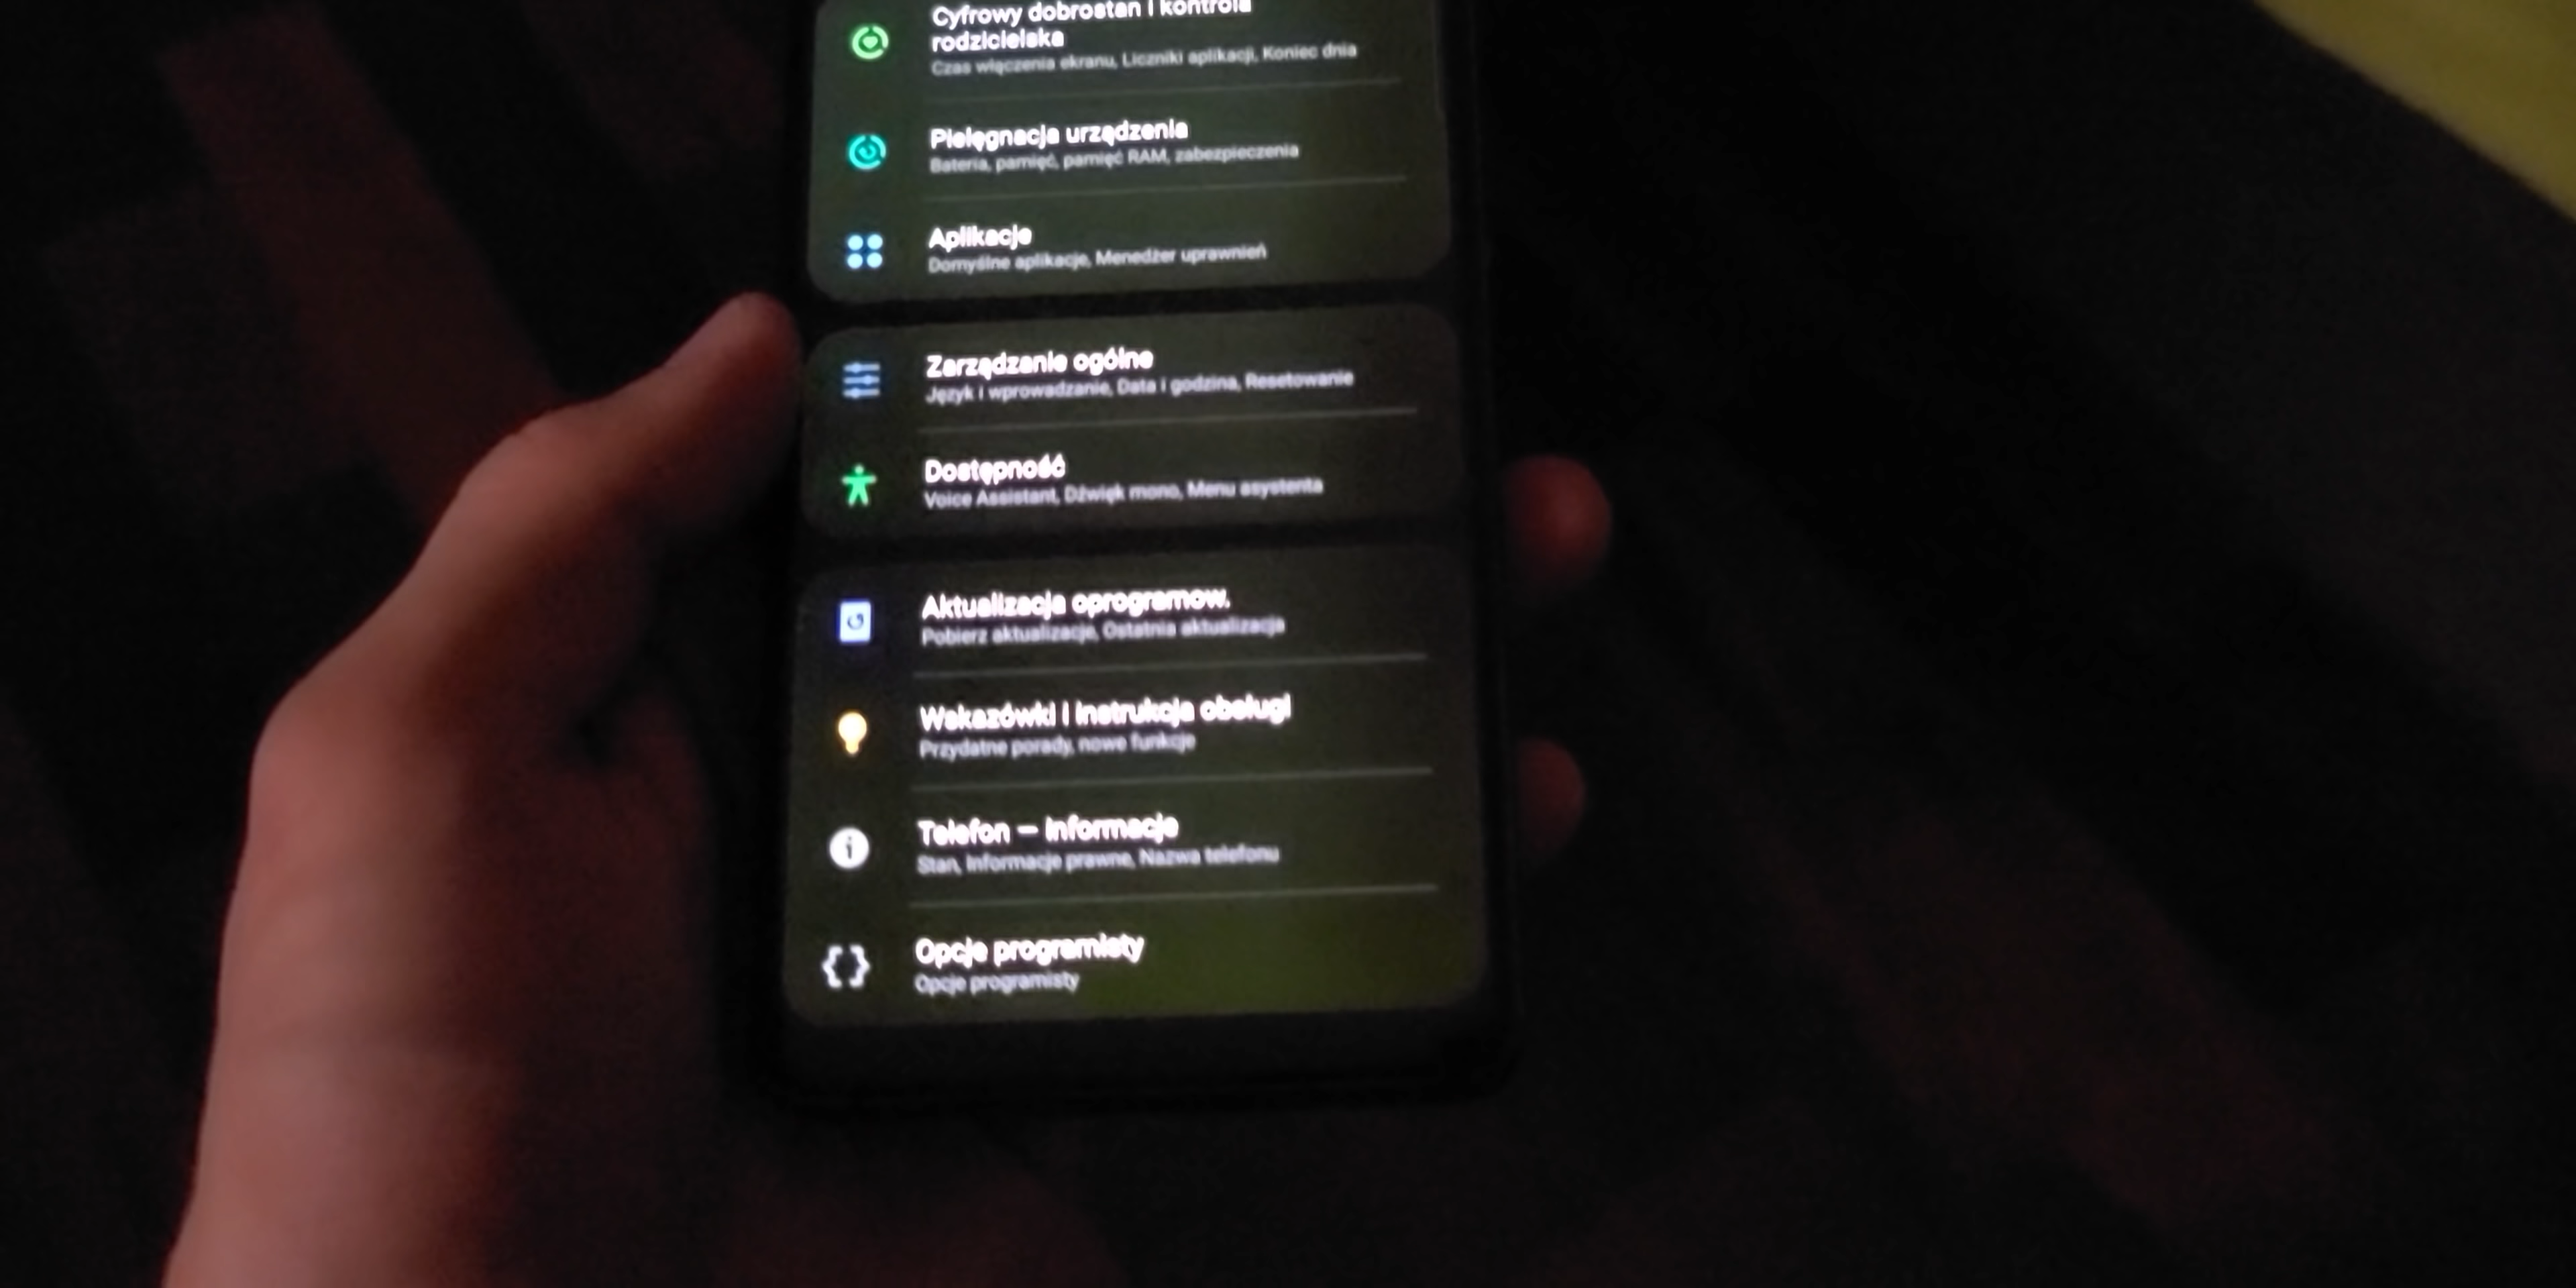 Cyfrowy dobrostan i kontrola
rodzicielska
Czas włączenia ekranu, Liczniki aplikacji, Koniec dnia
Pielęgnacja urządzenia
Bateria, pamięć, pamięć RAM, zabezpieczenia
Aplikacje
Domyślne aplikacje, Menedżer uprawnień
Zarządzanie ogólne
Język i wprowadzanie, Data i godzina, Resetowanie
Dostępność
Voice Assistant, Dźwięk mono, Menu asystenta
Aktualizacja oprogramow.
Pobierz aktualizacje, Ostatnia aktualizacja
Wskazówki i instrukcja obsługi
Przydatne porady, nowe funkcje
Telefon — informacje
Stan, Informacje prawne, Nazwa telefonu
Opcje programisty
Opcje programisty